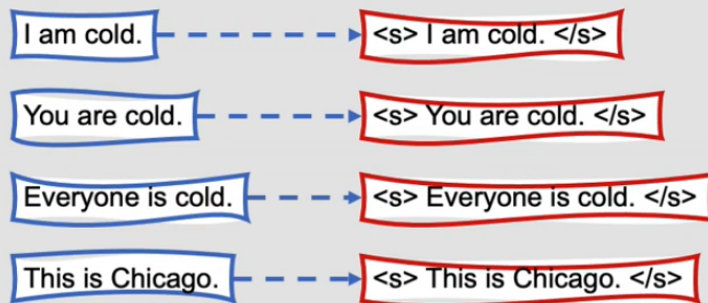 I am cold. <s> I am cold. </s>
You are cold. <s> You are cold. </s>
Everyone is cold. <s> Everyone is cold. </s>
This is Chicago. <s> This is Chicago. </s>